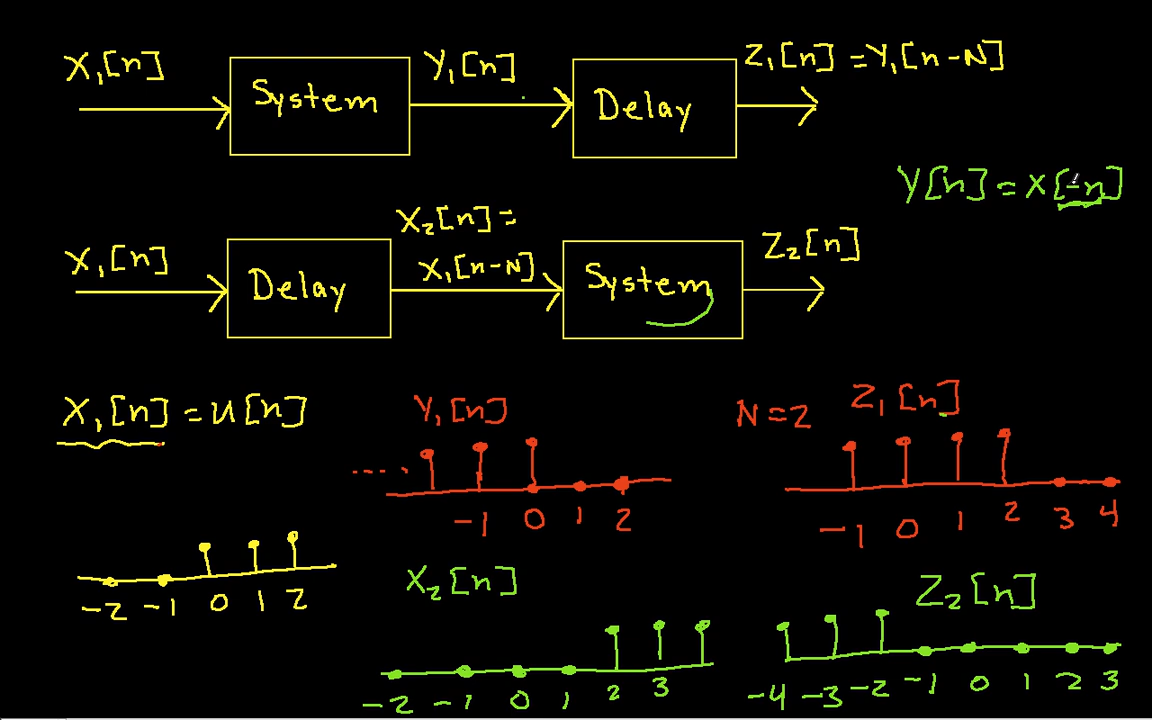 X₁[n]
System
Y₁[n]
Delay
Z₁[n] = Y₁[n-N]
Y[n] = X[-n]
X₁[n]
Delay
X₂[n] =
X₁[n-N]
System
Z₂[n]
X₁[n] = u[n]
-2 -1 0 1 2
Y₁[n]
-1 0 1 2
N = 2
Z₁[n]
-1 0 1 2 3 4
X₂[n]
-2 -1 0 1 2 3
Z₂[n]
-4 -3 -2 -1 0 1 2 3